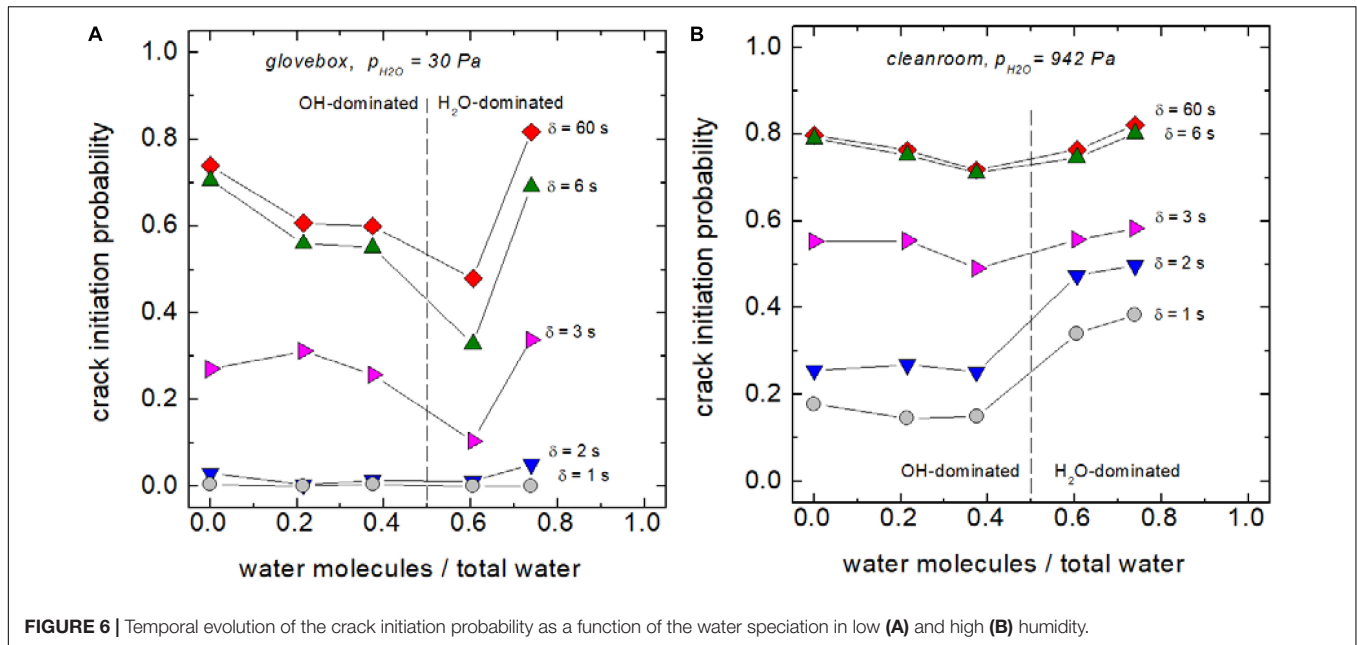 A
glovebox, p_H2O = 30 Pa
OH-dominated
H₂O-dominated
δ = 60 s
δ = 6 s
δ = 3 s
δ = 2 s
δ = 1 s
1.0
0.8
0.6
0.4
0.2
0.0
crack initiation probability
0.0 0.2 0.4 0.6 0.8 1.0
water molecules / total water
B
cleanroom, p_H2O = 942 Pa
δ = 60 s
δ = 6 s
δ = 3 s
δ = 2 s
δ = 1 s
OH-dominated
H₂O-dominated
1.0
0.8
0.6
0.4
0.2
0.0
crack initiation probability
0.0 0.2 0.4 0.6 0.8 1.0
water molecules / total water
FIGURE 6 | Temporal evolution of the crack initiation probability as a function of the water speciation in low (A) and high (B) humidity.